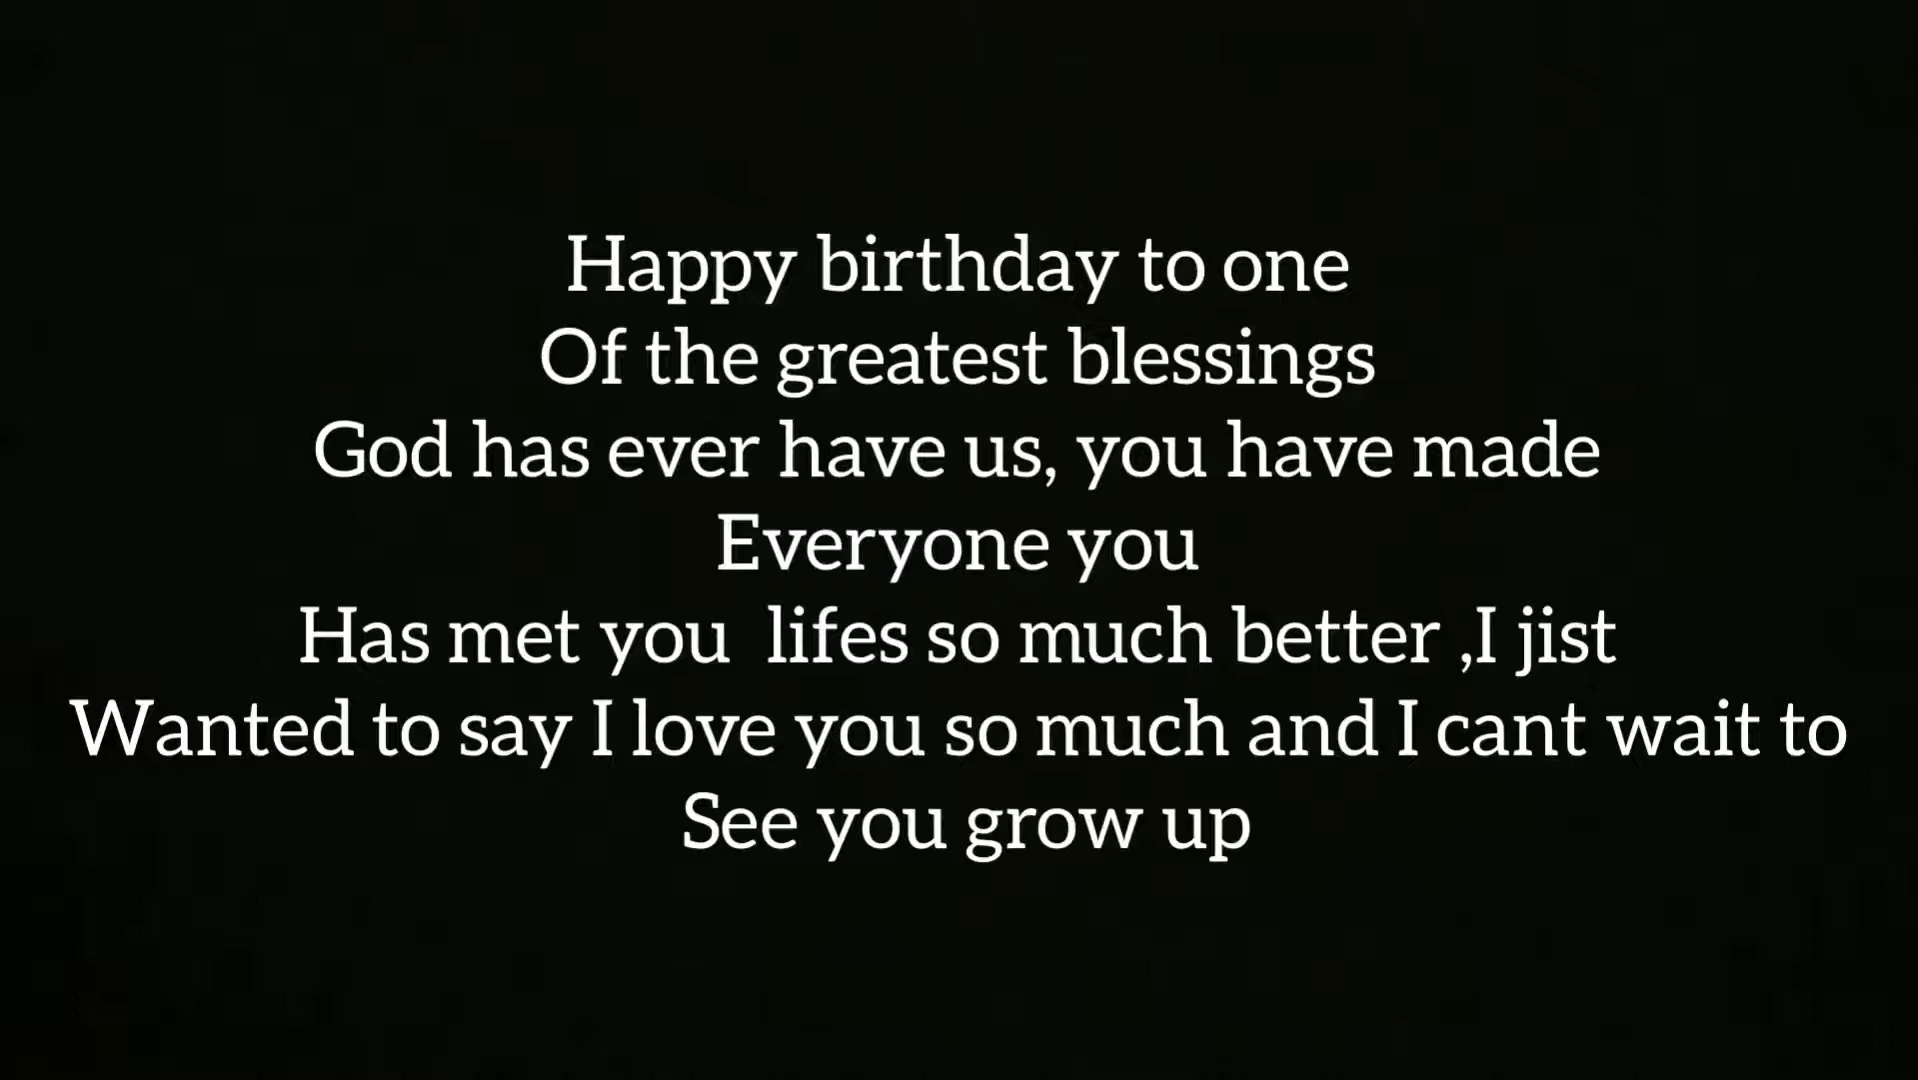 Happy birthday to one
Of the greatest blessings
God has ever have us, you have made
Everyone you
Has met you  lifes so much better ,I jist
Wanted to say I love you so much and I cant wait to
See you grow up